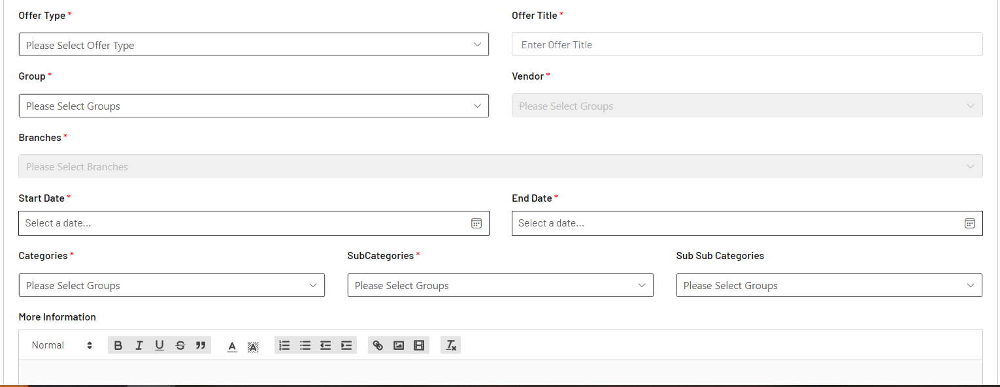 Offer Type *
Offer Title *
Please Select Offer Type
Enter Offer Title
Group *
Vendor *
Please Select Groups
Please Select Groups
Branches *
Please Select Branches
Start Date *
End Date *
Select a date...
Select a date...
Categories *
SubCategories *
Sub Sub Categories
Please Select Groups
Please Select Groups
Please Select Groups
More Information
Normal